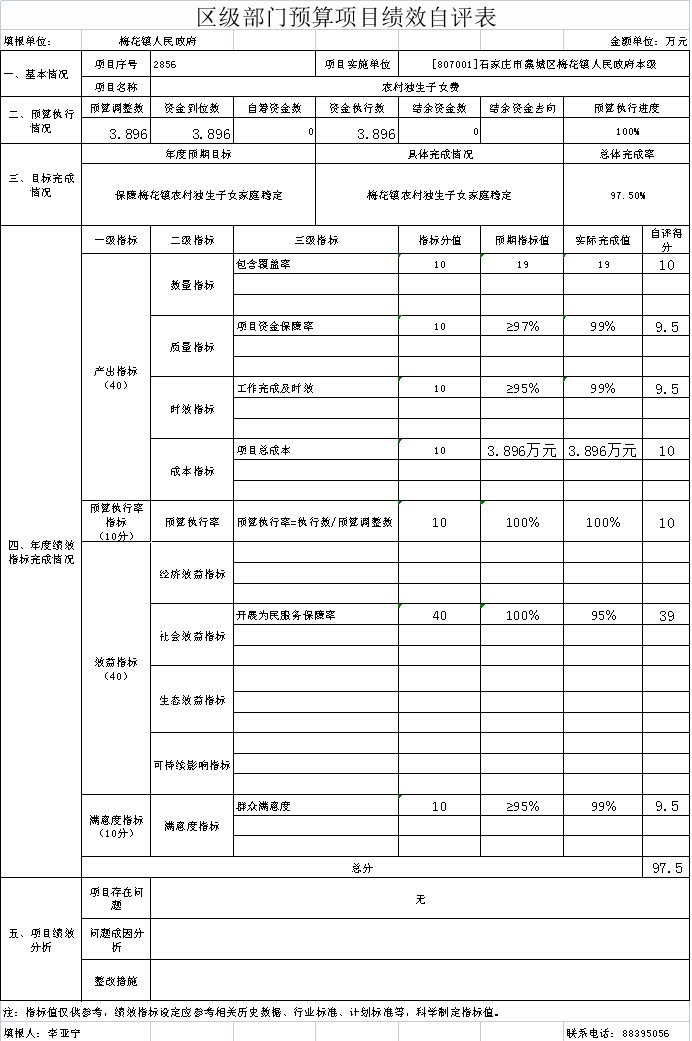 区级部门预算项目绩效自评表
填报单位： 梅花镇人民政府 金额单位：万元
一、基本情况 项目序号 2856 项目实施单位 [807001]石家庄市藁城区梅花镇人民政府本级
项目名称 农村独生子女费
二、预算执行情况 预算调整数 资金到位数 自筹资金数 资金执行数 结余资金数 结余资金去向 预算执行进度
3.896 3.896 0 3.896 0 100%
三、目标完成情况 年度预期目标 具体完成情况 总体完成率
保障梅花镇农村独生子女家庭稳定 梅花镇农村独生子女家庭稳定 97.50%
四、年度绩效指标完成情况 一级指标 二级指标 三级指标 指标分值 预期指标值 实际完成值 自评得分
产出指标（40） 数量指标 包含覆盖率 10 19 19 10
质量指标 项目资金保障率 10 ≥97% 99% 9.5
时效指标 工作完成及时效 10 ≥95% 99% 9.5
成本指标 项目总成本 10 3.896万元 3.896万元 10
预算执行率指标（10分） 预算执行率 预算执行率=执行数/预算调整数 10 100% 100% 10
效益指标（40） 经济效益指标
社会效益指标 开展为民服务保障率 40 100% 95% 39
生态效益指标
可持续影响指标
满意度指标（10分） 满意度指标 群众满意度 10 ≥95% 99% 9.5
总分 97.5
五、项目绩效分析 项目存在问题 无
问题成因分析
整改措施
注：指标值仅供参考，绩效指标设定应参考相关历史数据、行业标准、计划标准等，科学制定指标值。
填报人：李亚宁 联系电话：88395056